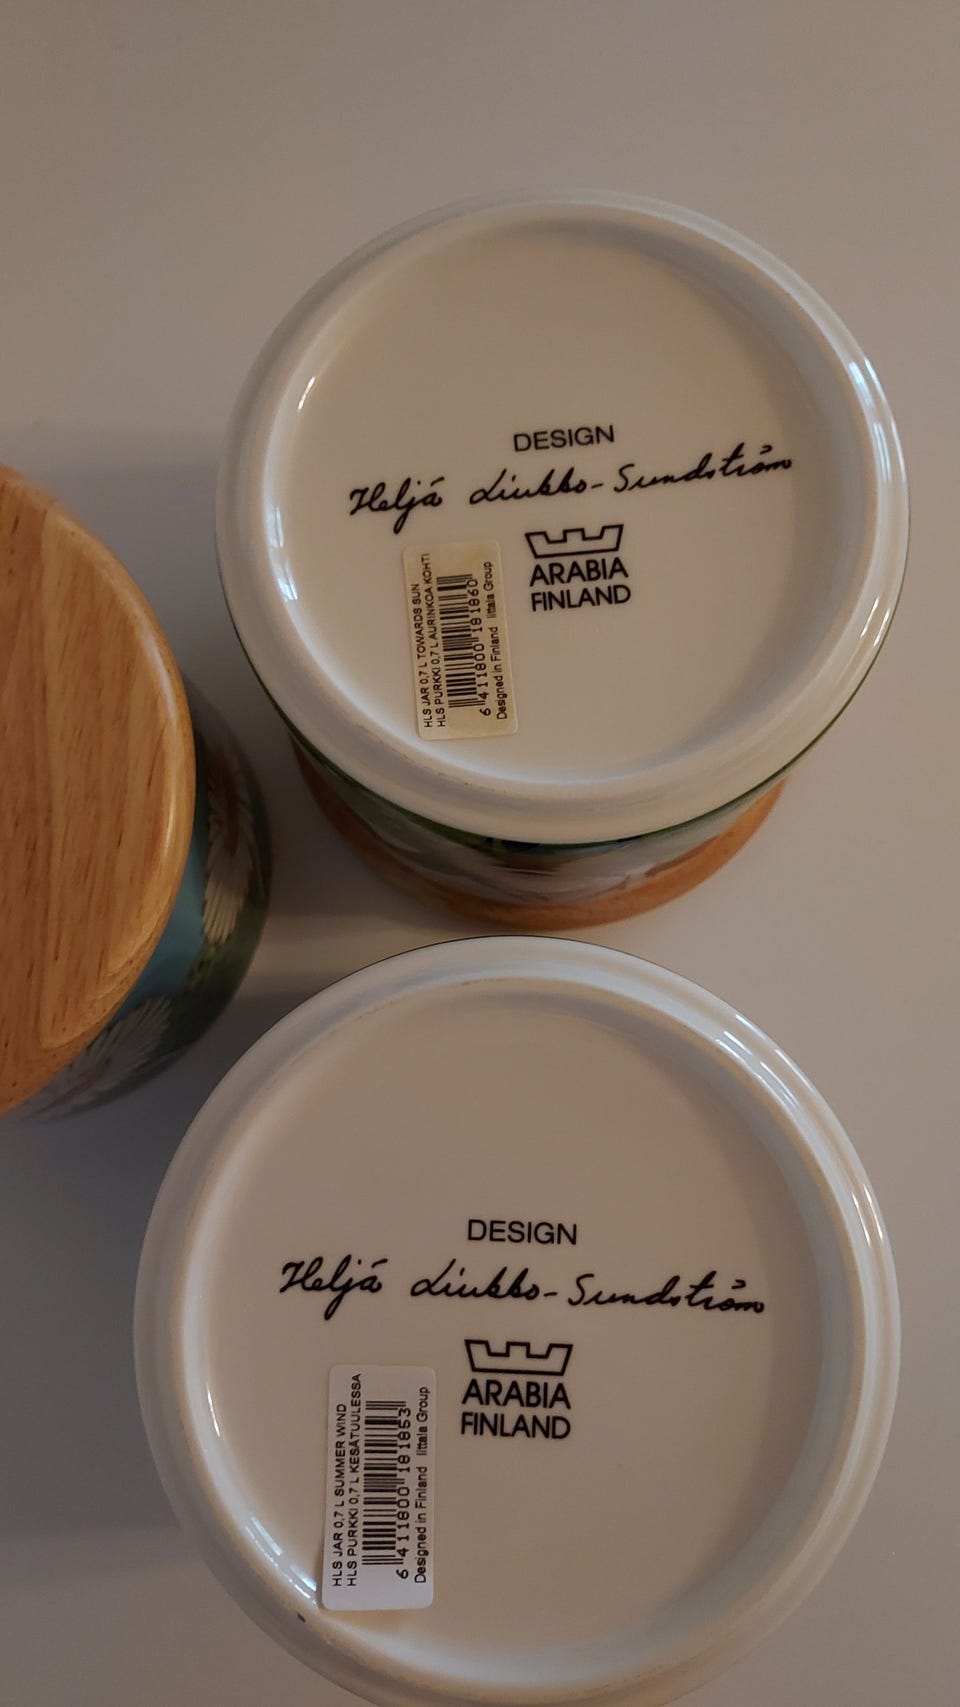 DESIGN
Heljä Liukko-Sundström
ARABIA
FINLAND
HLS JAR 0,7 L TOWARDS SUN
HLS PURKKI 0,7 L AURINKOA KOHTI
6 411800 181860
Designed in Finland Iittala Group
DESIGN
Heljä Liukko-Sundström
ARABIA
FINLAND
HLS JAR 0,7 L SUMMER WIND
HLS PURKKI 0,7 L KESÄTUULESSA
6 411800 181853
Designed in Finland Iittala Group